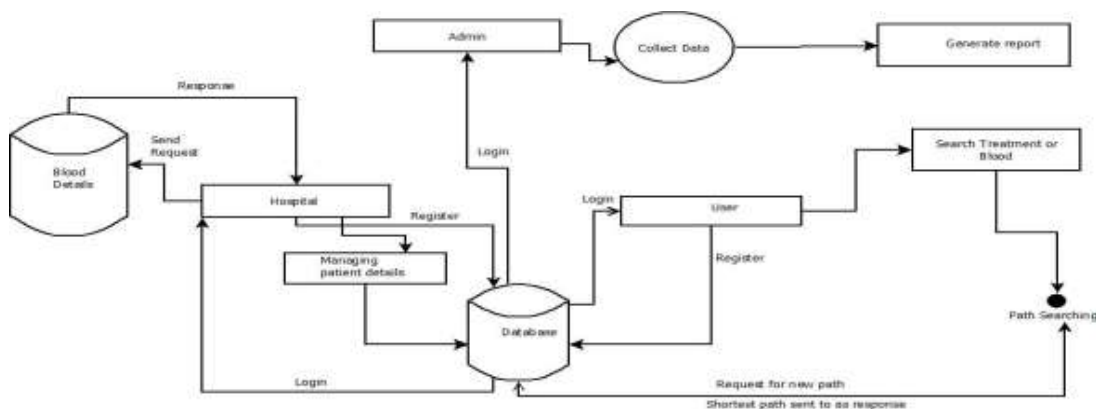 Admin
Collect Data
Generate report
Response
Send
Request
Blood
Details
Hospital
Login
Search Treatment or
Blood
Login
User
Register
Register
Managing
patient details
Database
Path Searching
Login
Request for new path
Shortest path sent to as response